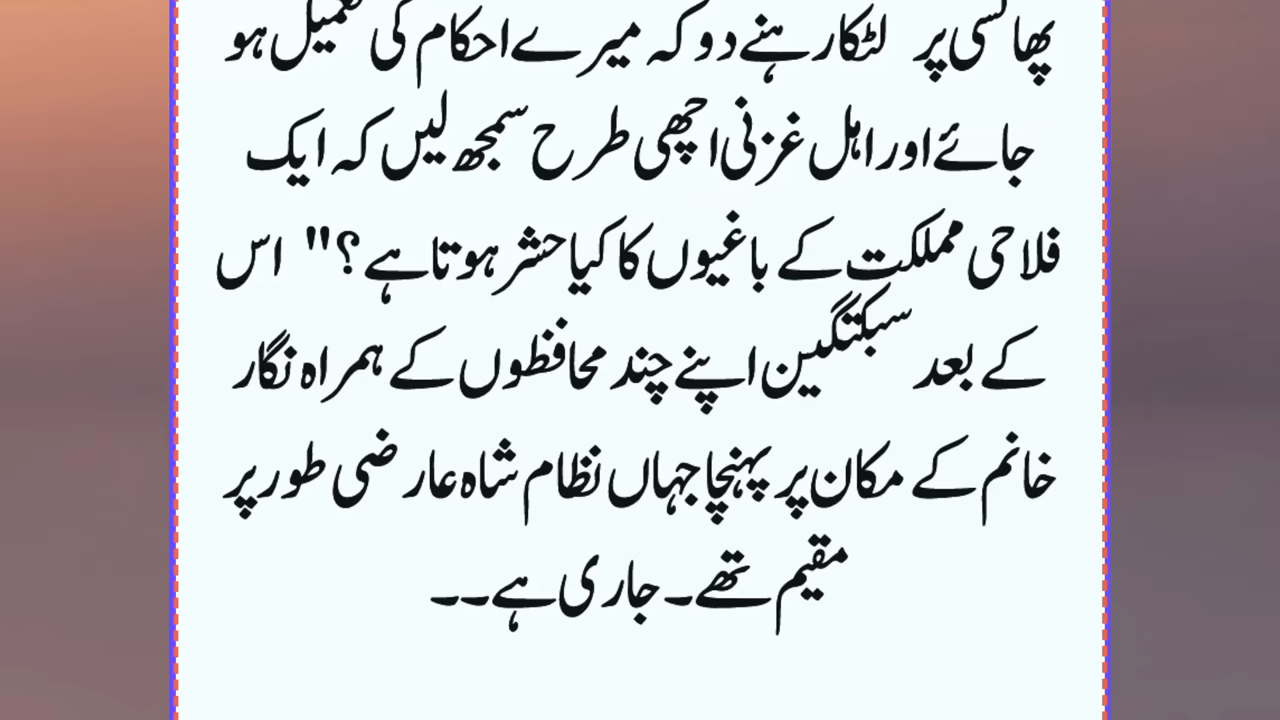 پھانسی پر لٹکا رہنے دو کہ میرے احکام کی تعمیل ہو
جائے اور اہل غزنی اچھی طرح سمجھ لیں کہ ایک
فلاحی مملکت کے باغیوں کا کیا حشر ہوتا ہے؟" اس
کے بعد سبکتگین اپنے چند محافظوں کے ہمراہ نگار
خانم کے مکان پر پہنچا جہاں نظام شاہ عارضی طور پر
مقیم تھے۔ جاری ہے۔۔